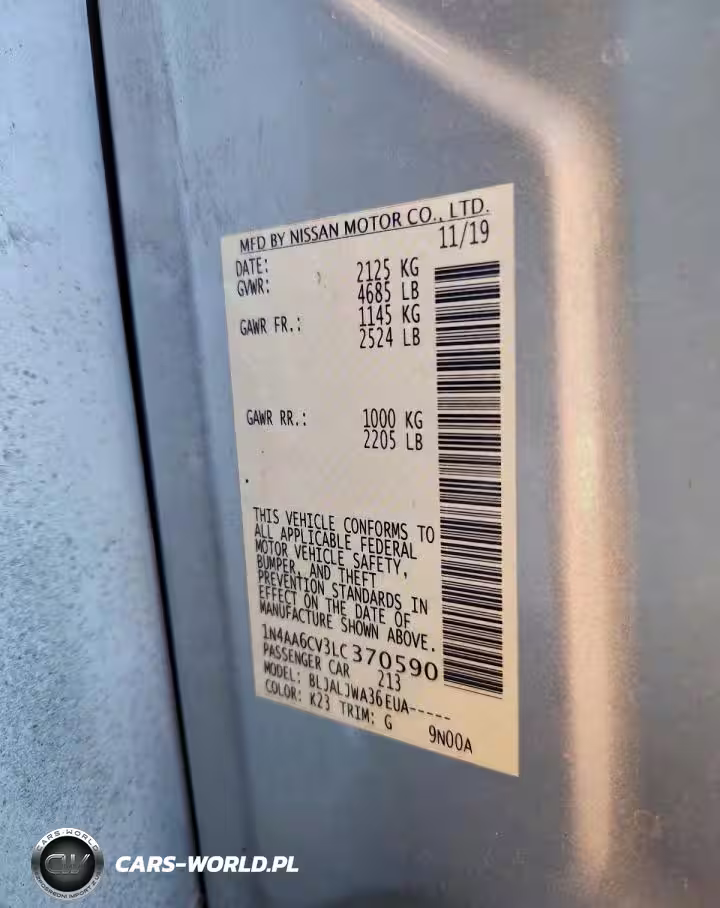 MFD BY NISSAN MOTOR CO., LTD.
DATE: 11/19
GVWR: 2125 KG
4685 LB
GAWR FR.: 1145 KG
2524 LB
GAWR RR.: 1000 KG
2205 LB
THIS VEHICLE CONFORMS TO
ALL APPLICABLE FEDERAL
MOTOR VEHICLE SAFETY,
BUMPER, AND THEFT
PREVENTION STANDARDS IN
EFFECT ON THE DATE OF
MANUFACTURE SHOWN ABOVE.
1N4AA6CV3LC370590
PASSENGER CAR 213
MODEL: BLJALJWA36EUA-----
COLOR: K23 TRIM: G 9N00A
CARS-WORLD
CW
CARS-WORLD.PL